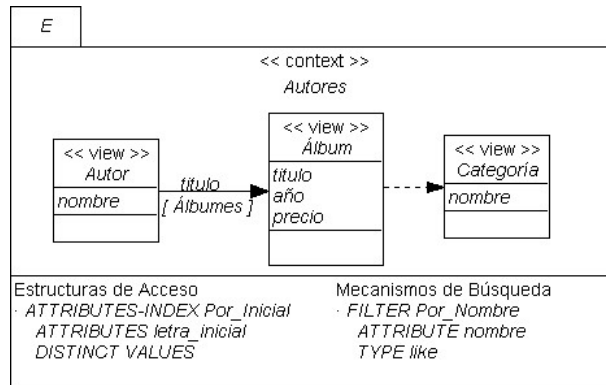 E
<< context >>
Autores
<< view >>
Autor
nombre
titulo
[ Álbumes ]
<< view >>
Álbum
titulo
año
precio
<< view >>
Categoría
nombre
Estructuras de Acceso
· ATTRIBUTES-INDEX Por_Inicial
ATTRIBUTES letra_inicial
DISTINCT VALUES
Mecanismos de Búsqueda
· FILTER Por_Nombre
ATTRIBUTE nombre
TYPE like